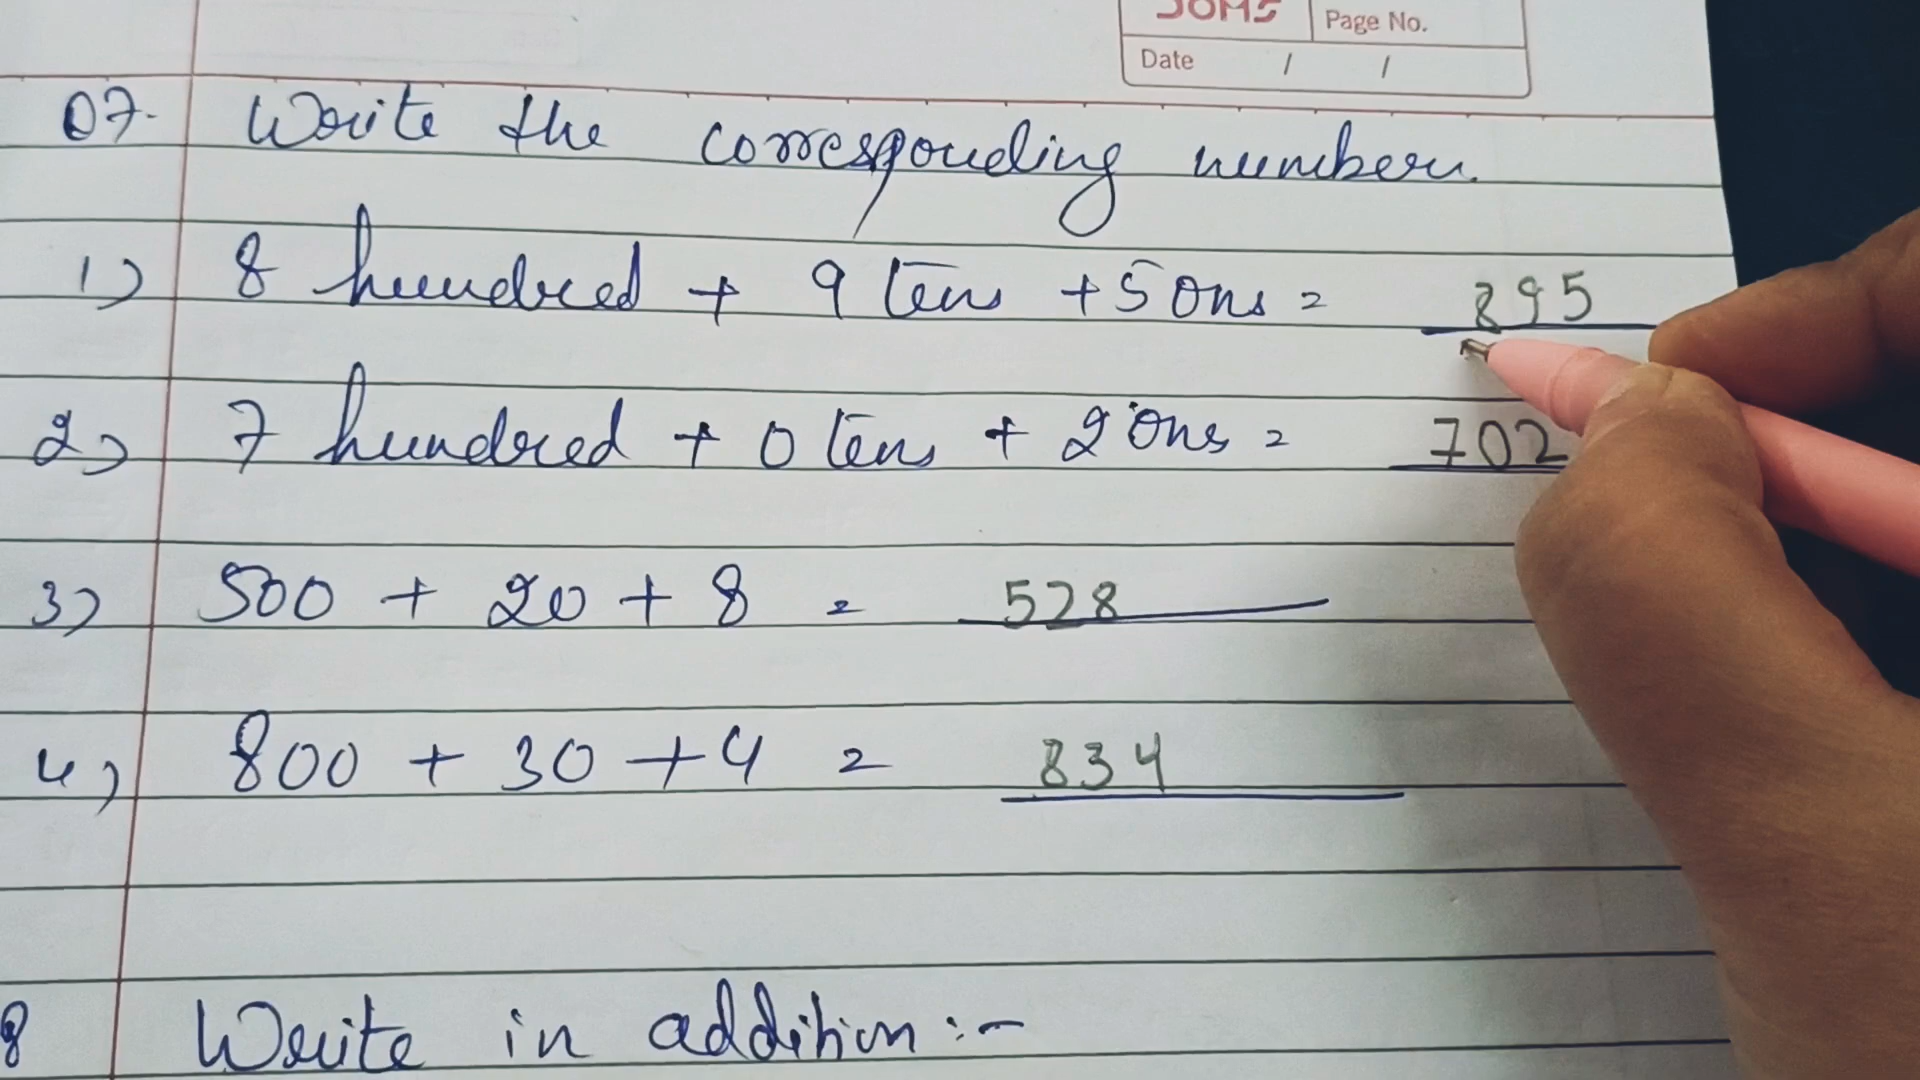 Page No.
Date / /
07. Write the corresponding number.
1) 8 hundred + 9 tens + 5 ons = 895
2) 7 hundred + 0 tens + 2 ons = 702
3) 500 + 20 + 8 = 528
4) 800 + 30 + 4 = 834
8 Write in addition :-